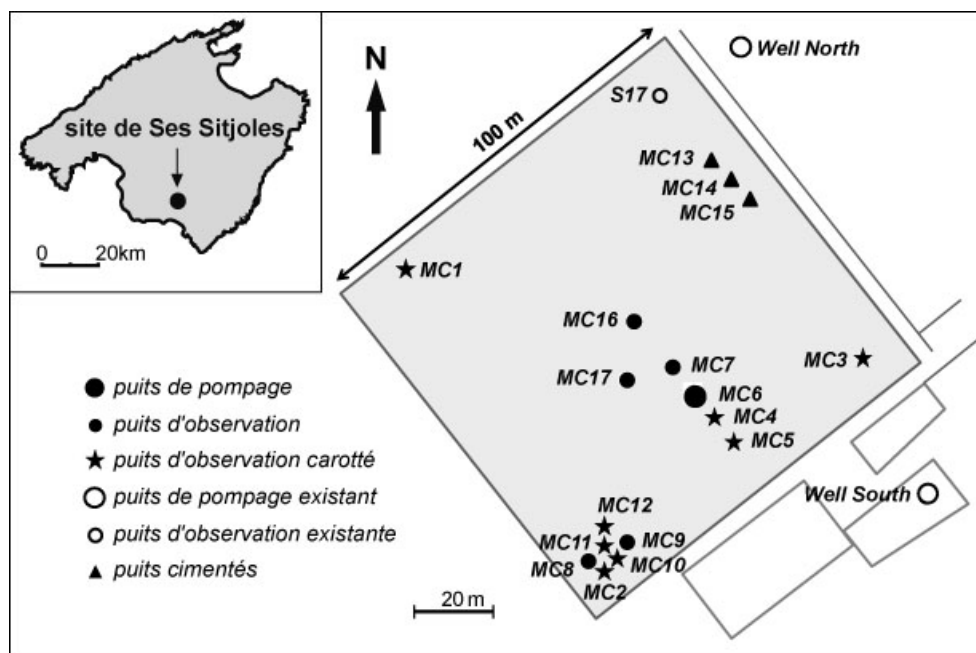 site de Ses Sitjoles
0 20km
N
100 m
Well North
S17
MC13
MC14
MC15
MC1
MC16
MC7
MC3
MC17
MC6
MC4
MC5
Well South
MC12
MC11
MC9
MC8
MC10
MC2
20 m
puits de pompage
puits d'observation
puits d'observation carotté
puits de pompage existant
puits d'observation existante
puits cimentés